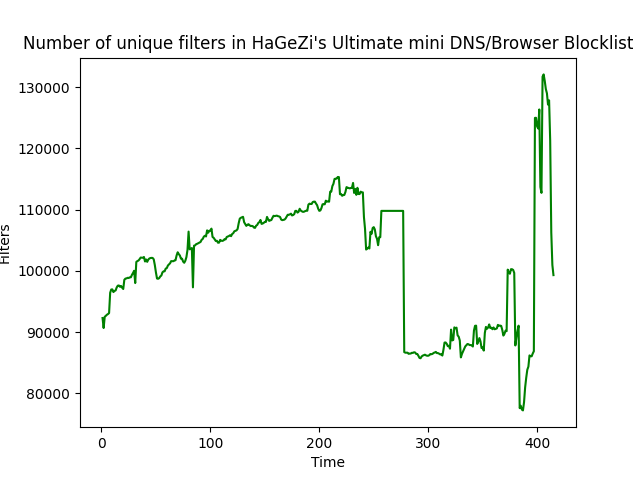 Number of unique filters in HaGeZi's Ultimate mini DNS/Browser Blocklist
130000
120000
110000
100000
90000
80000
Filters
0 100 200 300 400
Time